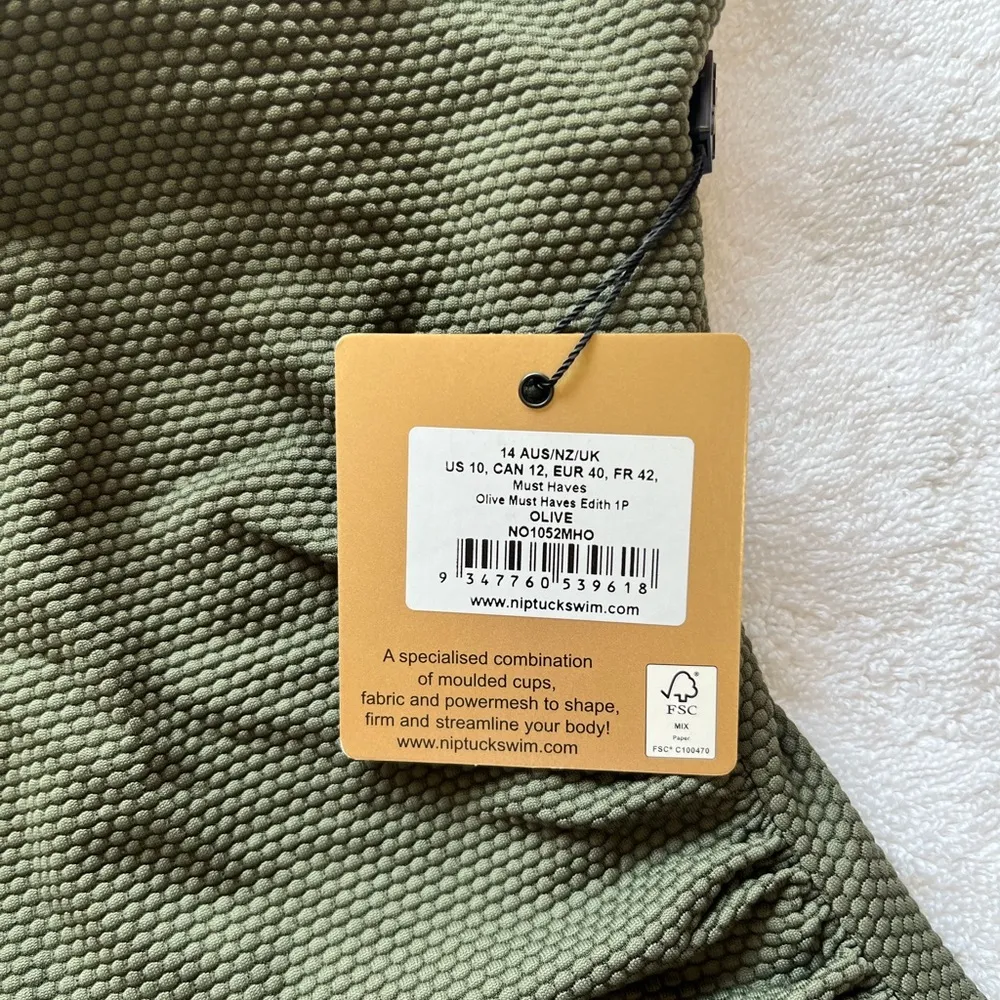 14 AUS/NZ/UK
US 10, CAN 12, EUR 40, FR 42,
Must Haves
Olive Must Haves Edith 1P
OLIVE
NO1052MHO
9 347760 539618
www.niptuckswim.com
A specialised combination
of moulded cups,
fabric and powermesh to shape,
firm and streamline your body!
www.niptuckswim.com
FSC
MIX
Paper
FSC® C100470